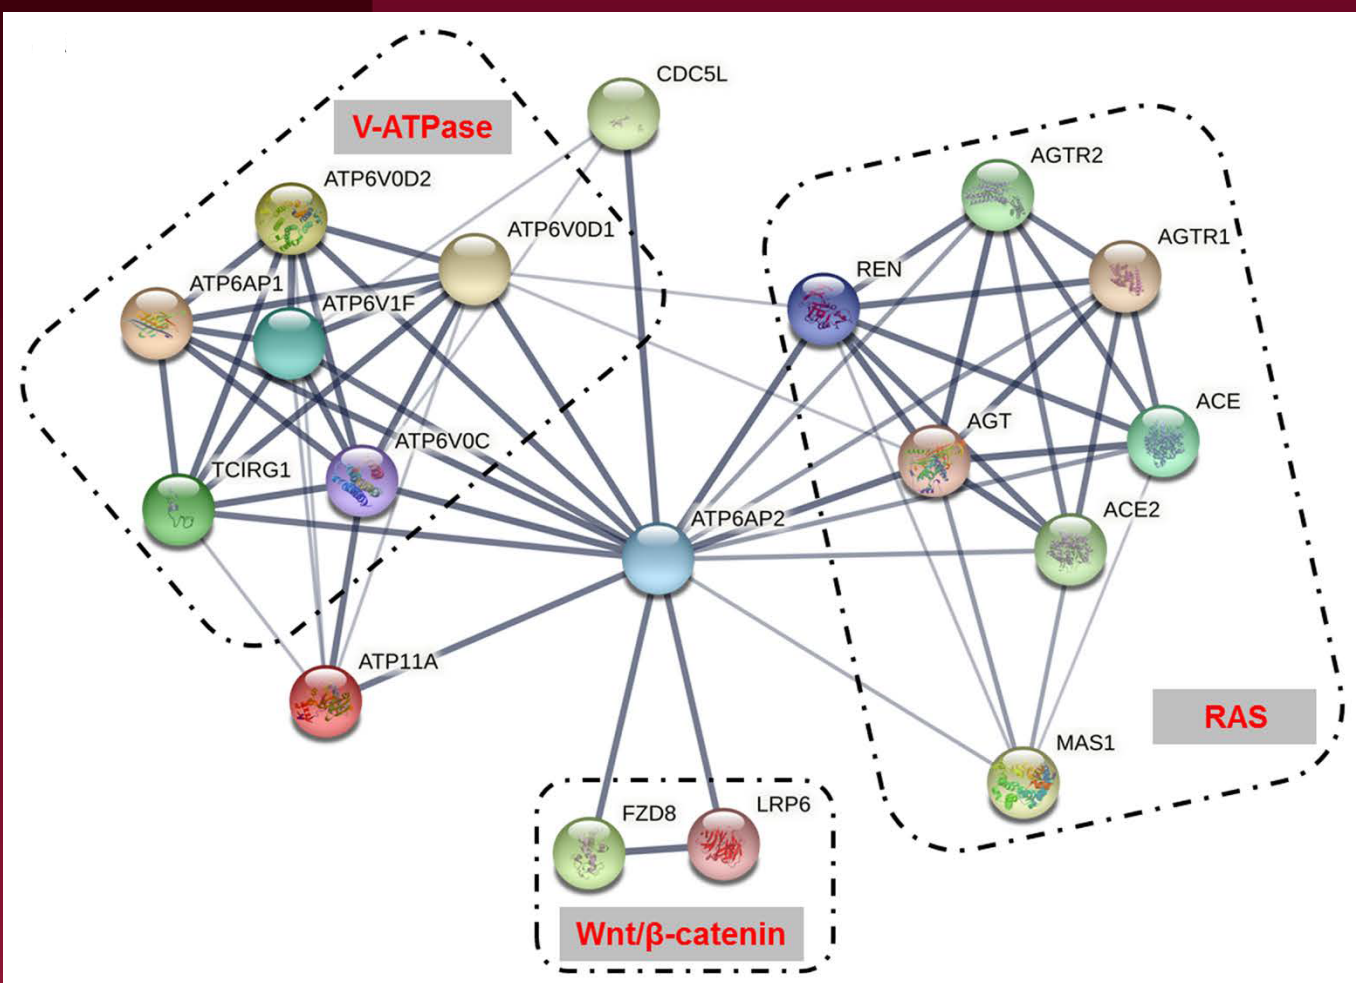 CDC5L
V-ATPase
AGTR2
ATP6V0D2
ATP6V0D1
AGTR1
REN
ATP6AP1
ATP6V1F
ACE
AGT
ATP6V0C
TCIRG1
ACE2
ATP6AP2
ATP11A
RAS
MAS1
LRP6
FZD8
Wnt/β-catenin